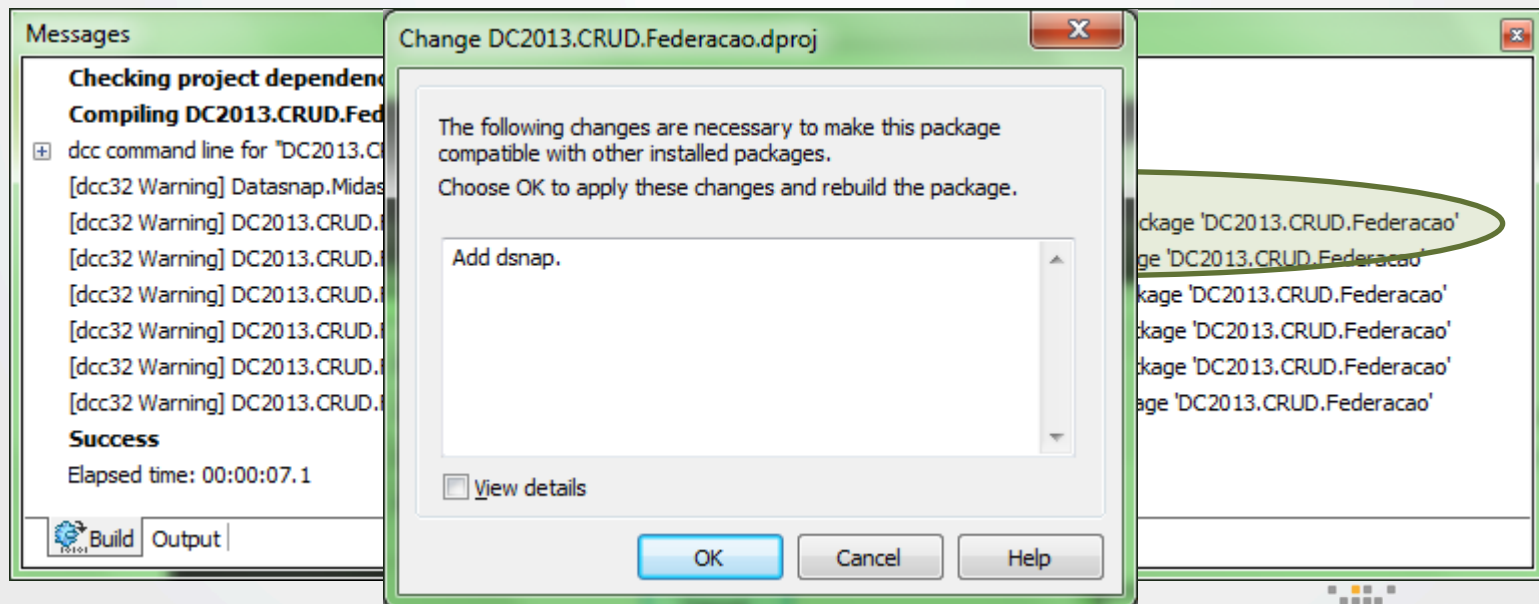 Messages
Checking project dependenc
Compiling DC2013.CRUD.Fed
dcc command line for "DC2013.C
[dcc32 Warning] Datasnap.Midas
[dcc32 Warning] DC2013.CRUD. ckage 'DC2013.CRUD.Federacao'
[dcc32 Warning] DC2013.CRUD. ge 'DC2013.CRUD.Federacao'
[dcc32 Warning] DC2013.CRUD. kage 'DC2013.CRUD.Federacao'
[dcc32 Warning] DC2013.CRUD. kage 'DC2013.CRUD.Federacao'
[dcc32 Warning] DC2013.CRUD. kage 'DC2013.CRUD.Federacao'
[dcc32 Warning] DC2013.CRUD. age 'DC2013.CRUD.Federacao'
Success
Elapsed time: 00:00:07.1
Build Output
Change DC2013.CRUD.Federacao.dproj
The following changes are necessary to make this package
compatible with other installed packages.
Choose OK to apply these changes and rebuild the package.
Add dsnap.
View details
OK Cancel Help